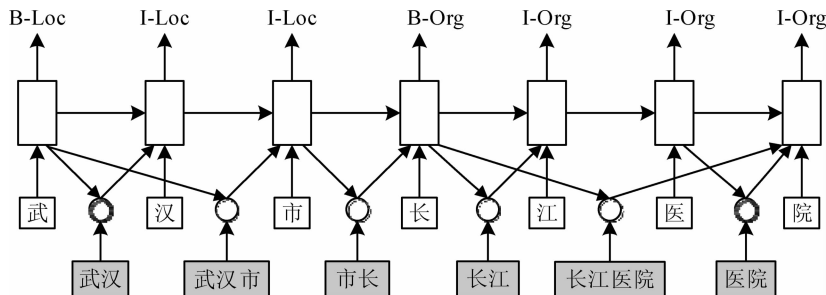 B-Loc I-Loc I-Loc B-Org I-Org I-Org I-Org
武 汉 市 长 江 医 院
武汉 武汉市 市长 长江 长江医院 医院